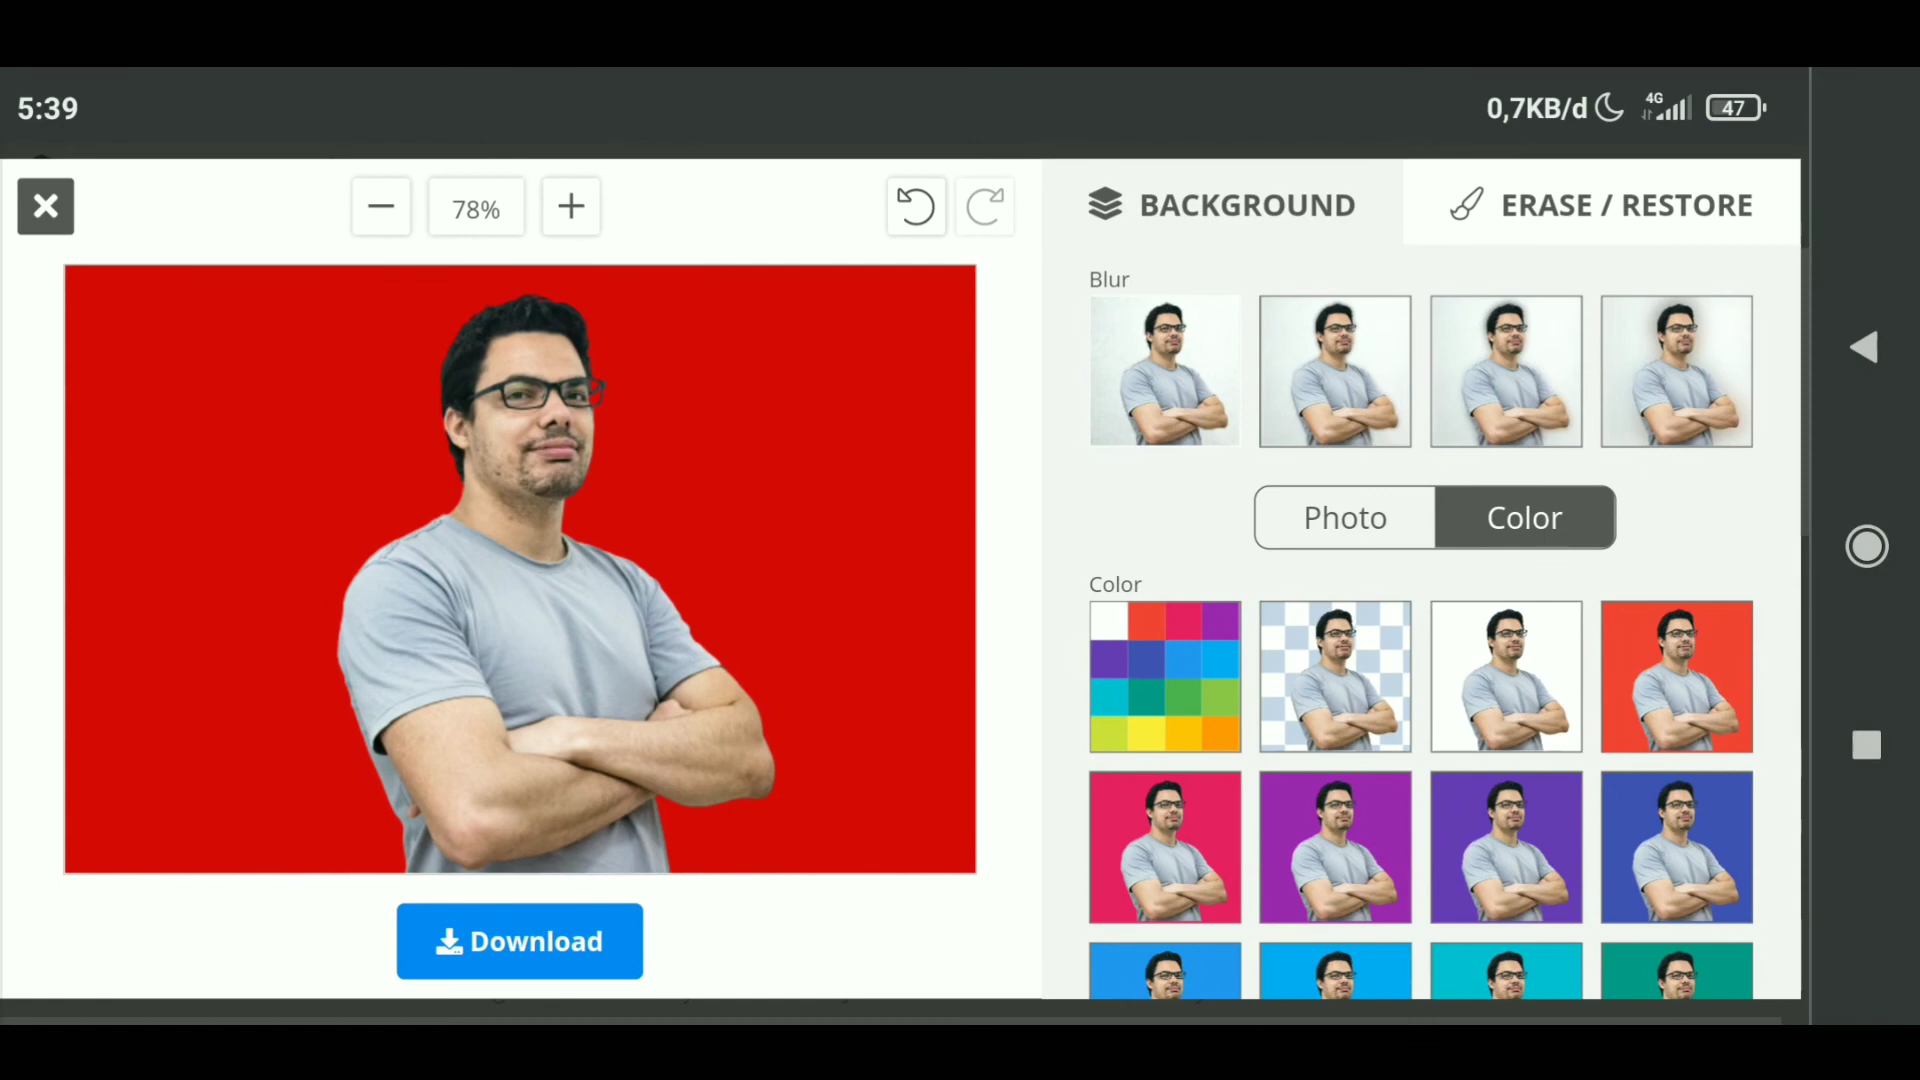 5:39
0,7KB/d
4G
47
78%
BACKGROUND
ERASE / RESTORE
Blur
Photo
Color
Color
Download